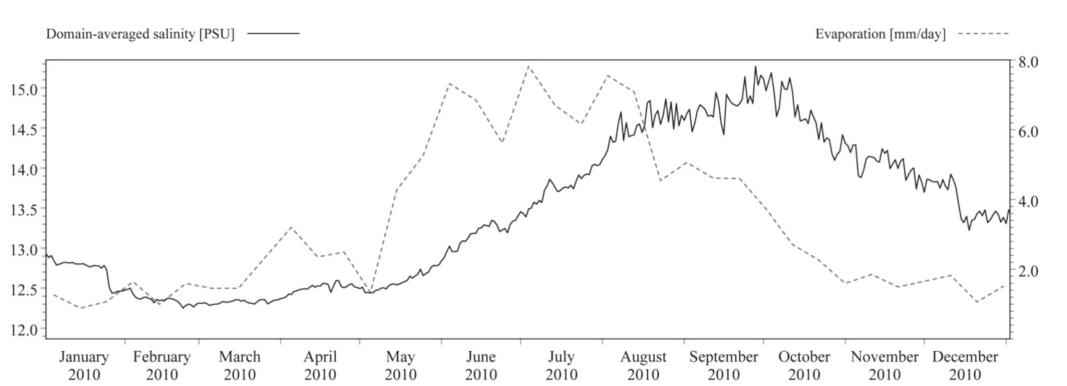 Domain-averaged salinity [PSU]
Evaporation [mm/day]
15.0
14.5
14.0
13.5
13.0
12.5
12.0
8.0
6.0
4.0
2.0
January February March April May June July August September October November December
2010 2010 2010 2010 2010 2010 2010 2010 2010 2010 2010 2010